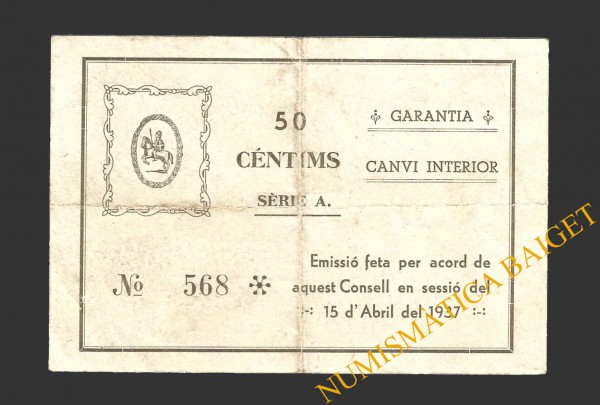 50
CÉNTIMS
SÈRIE A.
GARANTIA
CANVI INTERIOR
Nº 568
Emissió feta per acord de
aquest Consell en sessió del
:-: 15 d'Abril del 1937 :-:
NUMISMATICA BAIGET